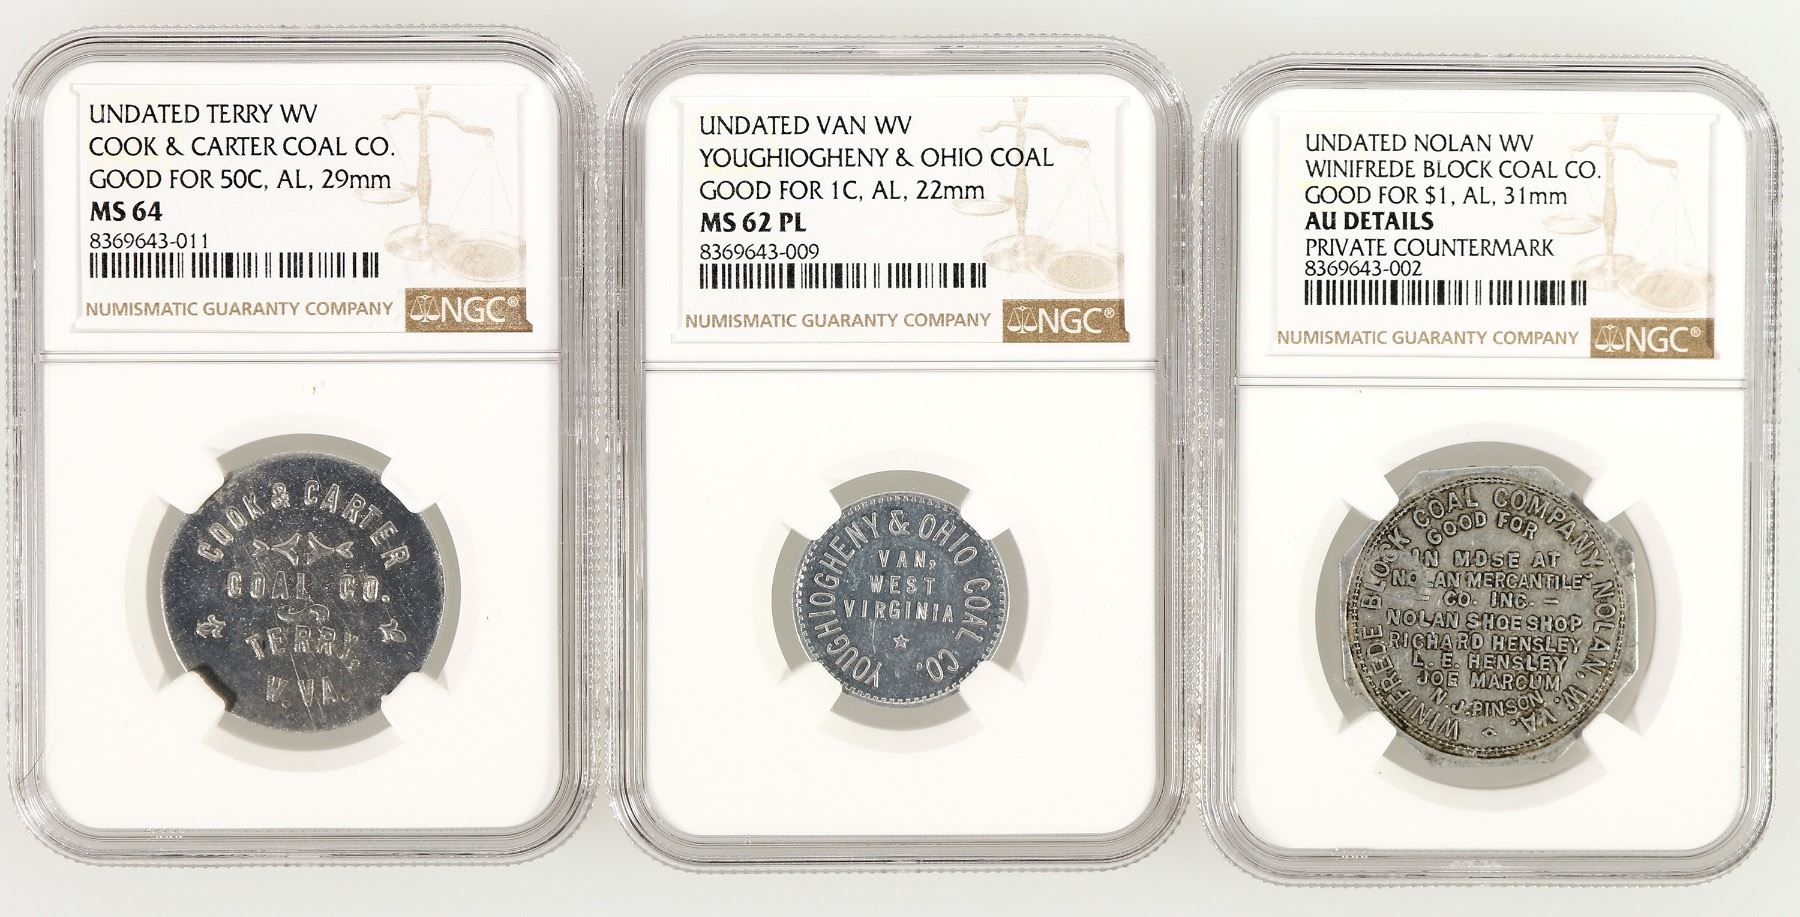 UNDATED TERRY WV
COOK & CARTER COAL CO.
GOOD FOR 50C, AL, 29mm
MS 64
8369643-011
NUMISMATIC GUARANTY COMPANY NGC®
COOK & CARTER
COAL CO.
TERRY,
W. VA.
UNDATED VAN WV
YOUGHIOGHENY & OHIO COAL
GOOD FOR 1C, AL, 22mm
MS 62 PL
8369643-009
NUMISMATIC GUARANTY COMPANY NGC®
YOUGHIOGHENY & OHIO COAL CO.
VAN,
WEST
VIRGINIA
UNDATED NOLAN WV
WINIFREDE BLOCK COAL CO.
GOOD FOR $1, AL, 31mm
AU DETAILS
PRIVATE COUNTERMARK
8369643-002
NUMISMATIC GUARANTY COMPANY NGC®
WINIFREDE BLOCK COAL COMPANY, NOLAN, W. VA.
GOOD FOR
IN MDSE AT
NOLAN MERCANTILE
- CO. INC. -
NOLAN SHOE SHOP
RICHARD HENSLEY
L. E. HENSLEY
JOE MARCUM
N. J. PINSON